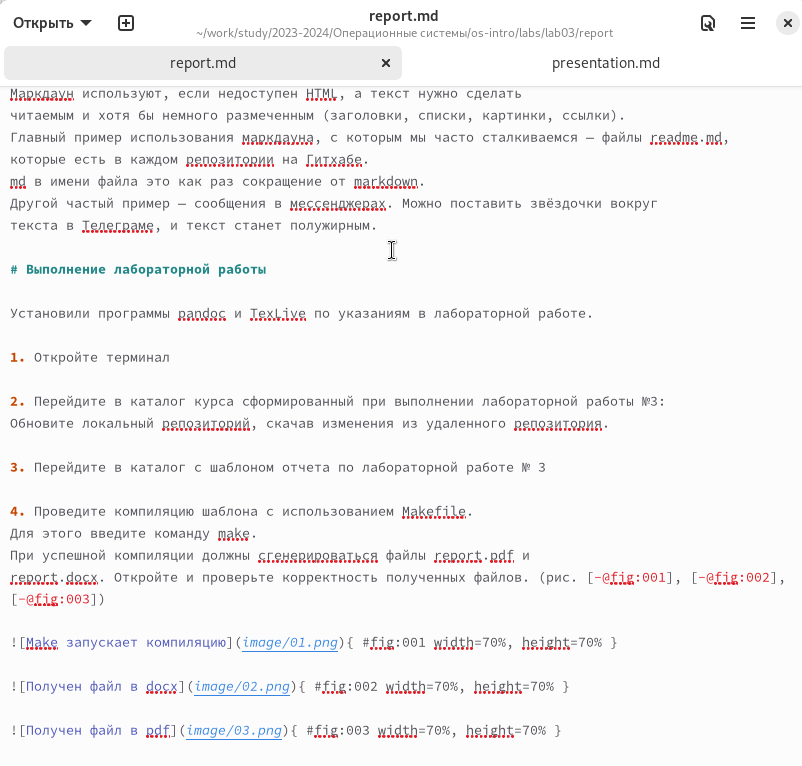 Открыть
report.md
~/work/study/2023-2024/Операционные системы/os-intro/labs/lab03/report
report.md
presentation.md
Маркдаун используют, если недоступен HTML, а текст нужно сделать
читаемым и хотя бы немного размеченным (заголовки, списки, картинки, ссылки).
Главный пример использования маркдауна, с которым мы часто сталкиваемся — файлы readme.md,
которые есть в каждом репозитории на Гитхабе.
md в имени файла это как раз сокращение от markdown.
Другой частый пример — сообщения в мессенджерах. Можно поставить звёздочки вокруг
текста в Телеграме, и текст станет полужирным.
# Выполнение лабораторной работы
Установили программы pandoc и TexLive по указаниям в лабораторной работе.
1. Откройте терминал
2. Перейдите в каталог курса сформированный при выполнении лабораторной работы №3:
Обновите локальный репозиторий, скачав изменения из удаленного репозитория.
3. Перейдите в каталог с шаблоном отчета по лабораторной работе № 3
4. Проведите компиляцию шаблона с использованием Makefile.
Для этого введите команду make.
При успешной компиляции должны сгенерироваться файлы report.pdf и
report.docx. Откройте и проверьте корректность полученных файлов. (рис. [-@fig:001], [-@fig:002],
[-@fig:003])
![Make запускает компиляцию](image/01.png){ #fig:001 width=70%, height=70% }
![Получен файл в docx](image/02.png){ #fig:002 width=70%, height=70% }
![Получен файл в pdf](image/03.png){ #fig:003 width=70%, height=70% }